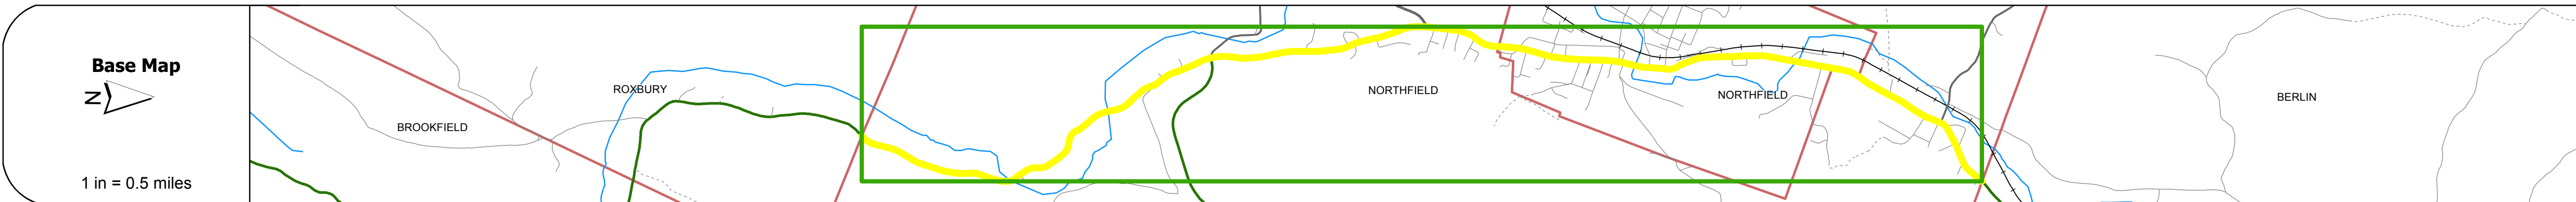 Base Map
N
1 in = 0.5 miles
BROOKFIELD
ROXBURY
NORTHFIELD
NORTHFIELD
BERLIN